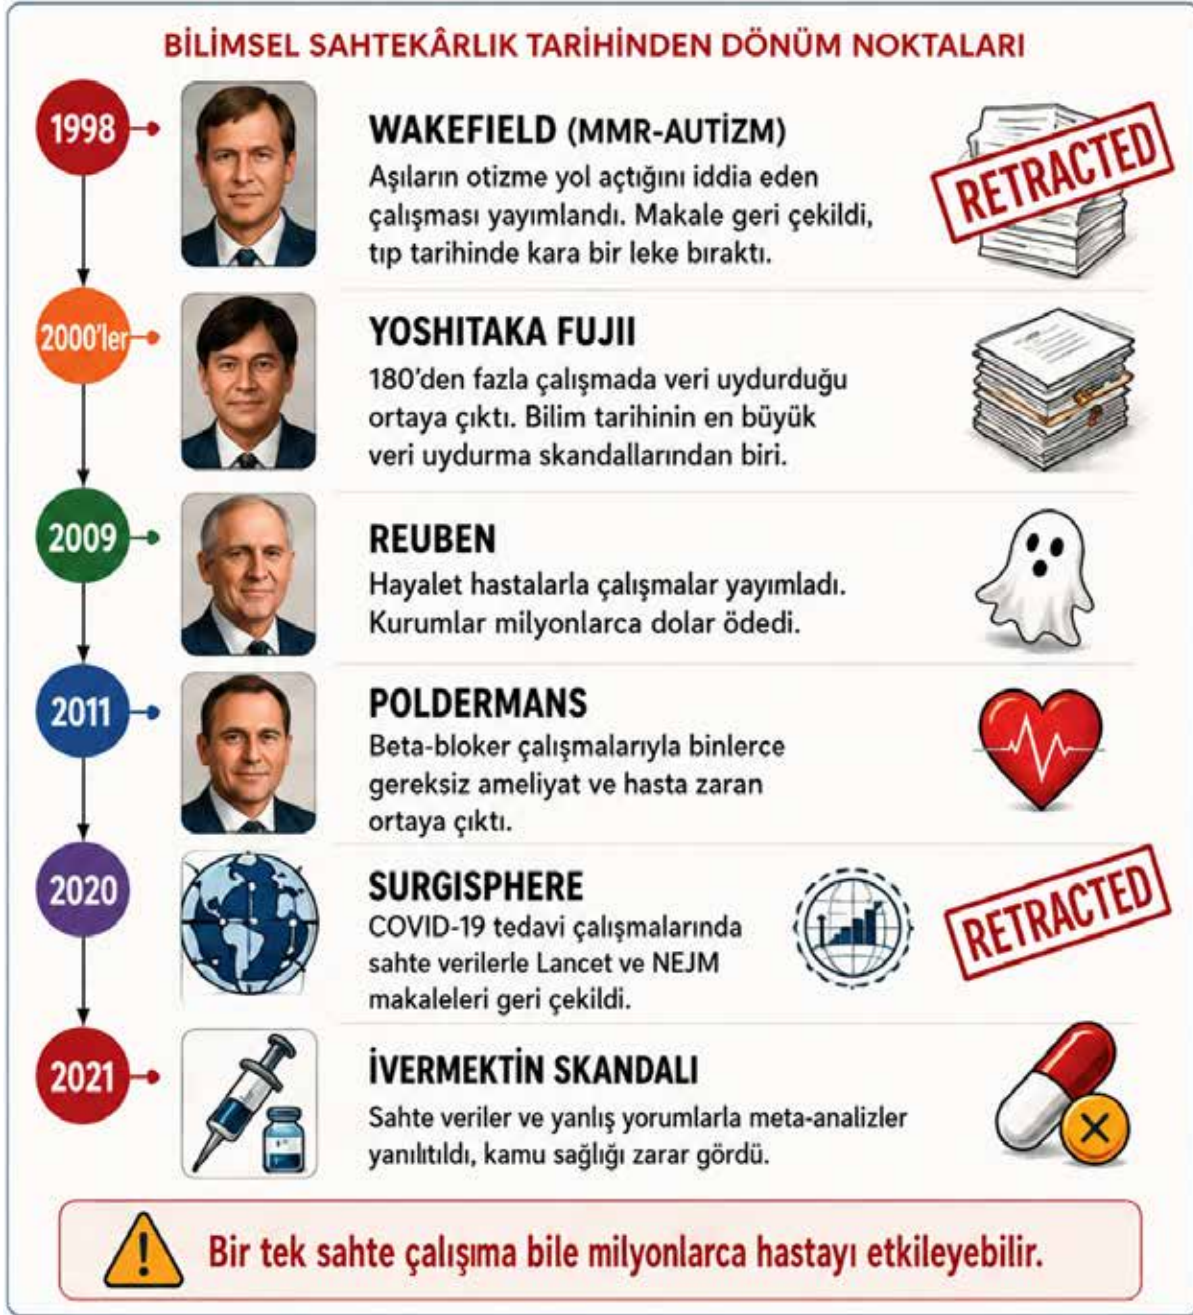 BİLİMSEL SAHTEKÂRLIK TARİHİNDEN DÖNÜM NOKTALARI
1998
WAKEFIELD (MMR-AUTİZM)
Aşıların otizme yol açtığını iddia eden
çalışması yayımlandı. Makale geri çekildi,
tıp tarihinde kara bir leke bıraktı.
RETRACTED
2000'ler
YOSHITAKA FUJII
180'den fazla çalışmada veri uydurduğu
ortaya çıktı. Bilim tarihinin en büyük
veri uydurma skandallarından biri.
2009
REUBEN
Hayalet hastalarla çalışmalar yayımladı.
Kurumlar milyonlarca dolar ödedi.
2011
POLDERMANS
Beta-bloker çalışmalarıyla binlerce
gereksiz ameliyat ve hasta zaran
ortaya çıktı.
2020
SURGISPHERE
COVID-19 tedavi çalışmalarında
sahte verilerle Lancet ve NEJM
makaleleri geri çekildi.
RETRACTED
2021
İVERMEKTİN SKANDALI
Sahte veriler ve yanlış yorumlarla meta-analizler
yanılıtıldı, kamu sağlığı zarar gördü.
Bir tek sahte çalışıma bile milyonlarca hastayı etkileyebilir.